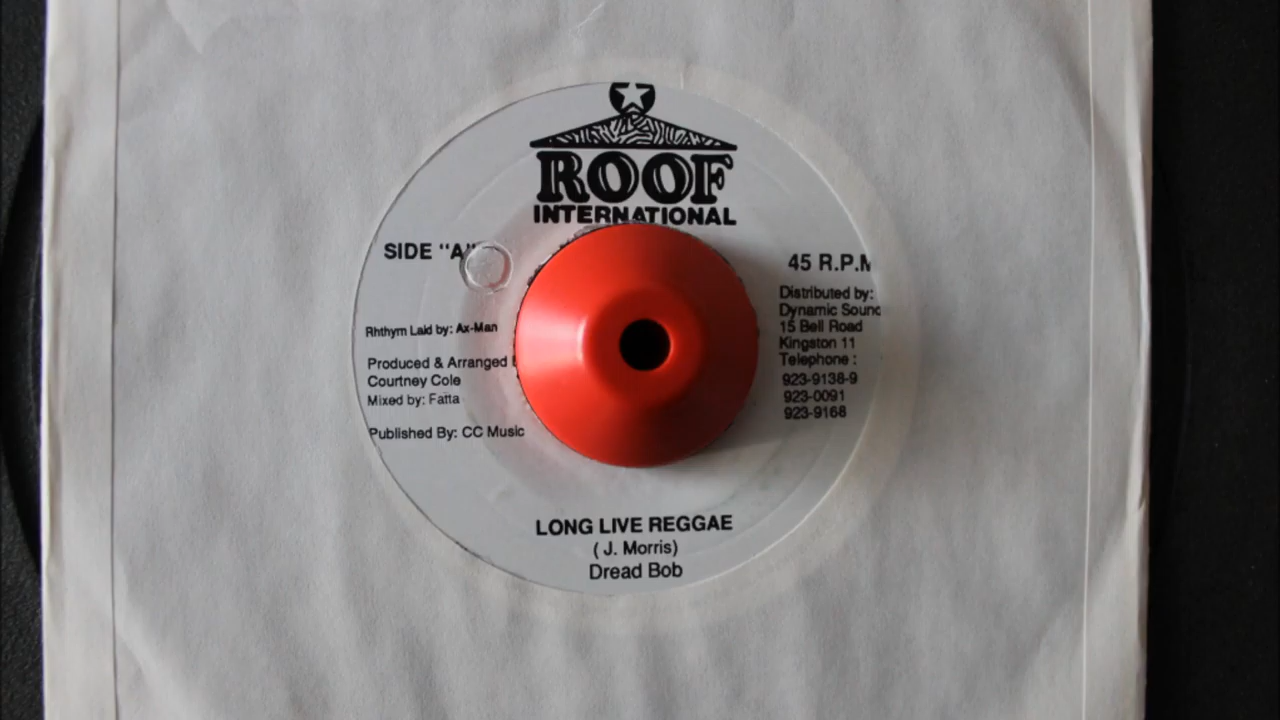 ROOF
INTERNATIONAL
SIDE "A"
Rhthym Laid by: Ax-Man
Produced & Arranged
Courtney Cole
Mixed by: Fatta
Published By: CC Music
45 R.P.M
Distributed by:
Dynamic Sound
15 Bell Road
Kingston 11
Telephone :
923-9138-9
923-0091
923-9168
LONG LIVE REGGAE
( J. Morris)
Dread Bob